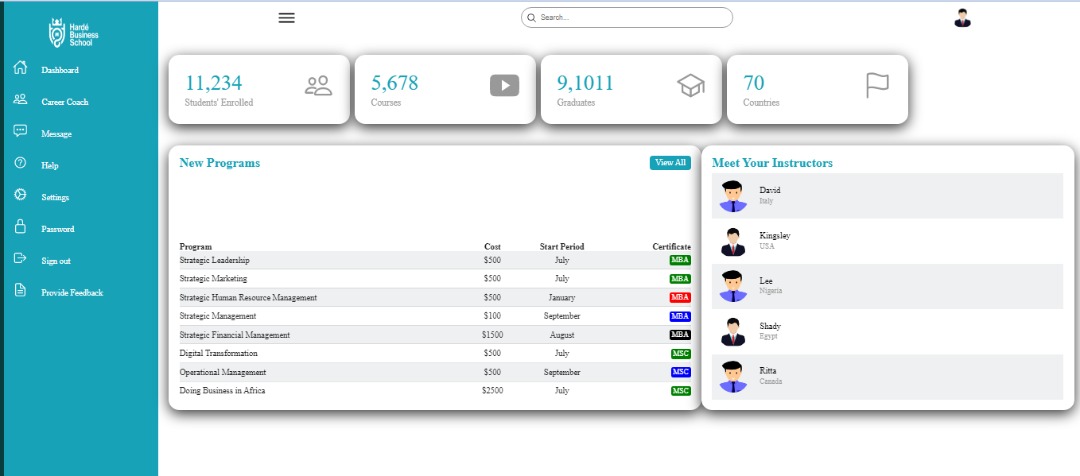 Hardé
Business
School
Dashboard
Career Coach
Message
Help
Settings
Password
Sign out
Provide Feedback
Search...
11,234
Students' Enrolled
5,678
Courses
9,1011
Graduates
70
Countries
New Programs View All
Program Cost Start Period Certificate
Strategic Leadership $500 July MBA
Strategic Marketing $500 July MBA
Strategic Human Resource Management $500 January MBA
Strategic Management $100 September MBA
Strategic Financial Management $1500 August MBA
Digital Transformation $500 July MSC
Operational Management $500 September MSC
Doing Business in Africa $2500 July MSC
Meet Your Instructors
David
Italy
Kingsley
USA
Lee
Nigeria
Shady
Egypt
Ritta
Canada